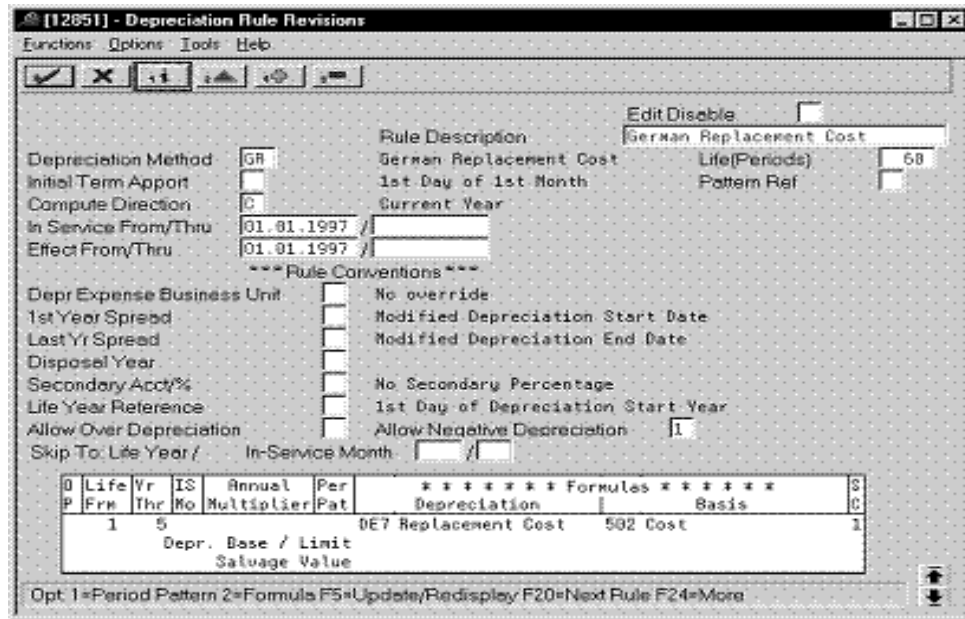 [12851] - Depreciation Rule Revisions
Functions Options Tools Help
Edit Disable
Rule Description German Replacement Cost
Depreciation Method GR German Replacement Cost Life(Periods) 60
Initial Term Apport 1st Day of 1st Month Pattern Ref
Compute Direction C Current Year
In Service From/Thru 01.01.1997 /
Effect From/Thru 01.01.1997 /
*** Rule Conventions ***
Depr Expense Business Unit No override
1st Year Spread Modified Depreciation Start Date
Last Yr Spread Modified Depreciation End Date
Disposal Year
Secondary Acct/% No Secondary Percentage
Life Year Reference 1st Day of Depreciation Start Year
Allow Over Depreciation Allow Negative Depreciation 1
Skip To: Life Year / In-Service Month /
O Life Yr IS Annual Per * * * * * * * Formulas * * * * * * S
P Frm Thr Mo Multiplier Pat Depreciation Basis C
1 5 DE7 Replacement Cost 502 Cost 1
Depr. Base / Limit
Salvage Value
Opt: 1=Period Pattern 2=Formula F5=Update/Redisplay F20=Next Rule F24=More